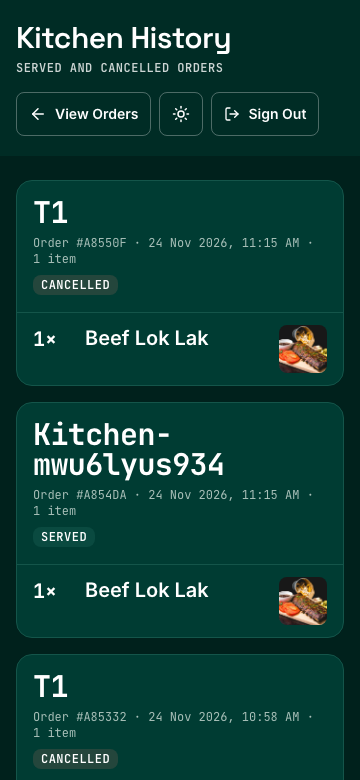 Kitchen History
SERVED AND CANCELLED ORDERS
View Orders
Sign Out
T1
Order #A8550F · 24 Nov 2026, 11:15 AM ·
1 item
CANCELLED
1× Beef Lok Lak
Kitchen-
mwu6lyus934
Order #A854DA · 24 Nov 2026, 11:15 AM ·
1 item
SERVED
1× Beef Lok Lak
T1
Order #A85332 · 24 Nov 2026, 10:58 AM ·
1 item
CANCELLED